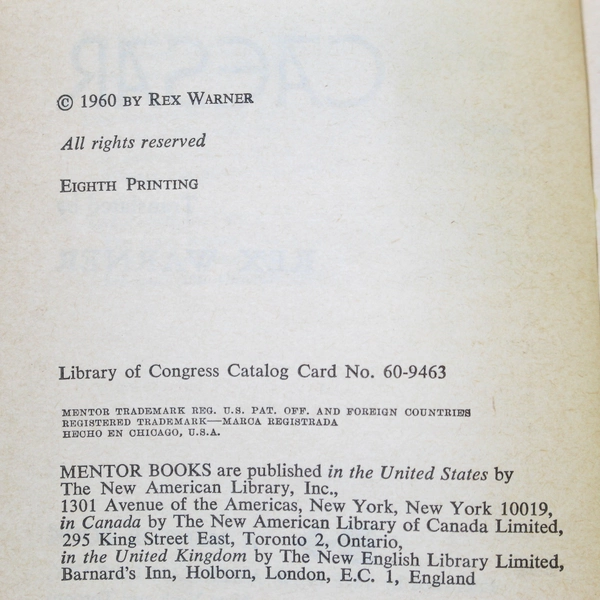 © 1960 BY REX WARNER
All rights reserved
EIGHTH PRINTING
Library of Congress Catalog Card No. 60-9463
MENTOR TRADEMARK REG. U.S. PAT. OFF. AND FOREIGN COUNTRIES
REGISTERED TRADEMARK—MARCA REGISTRADA
HECHO EN CHICAGO, U.S.A.
MENTOR BOOKS are published in the United States by
The New American Library, Inc.,
1301 Avenue of the Americas, New York, New York 10019,
in Canada by The New American Library of Canada Limited,
295 King Street East, Toronto 2, Ontario,
in the United Kingdom by The New English Library Limited,
Barnard's Inn, Holborn, London, E.C. 1, England